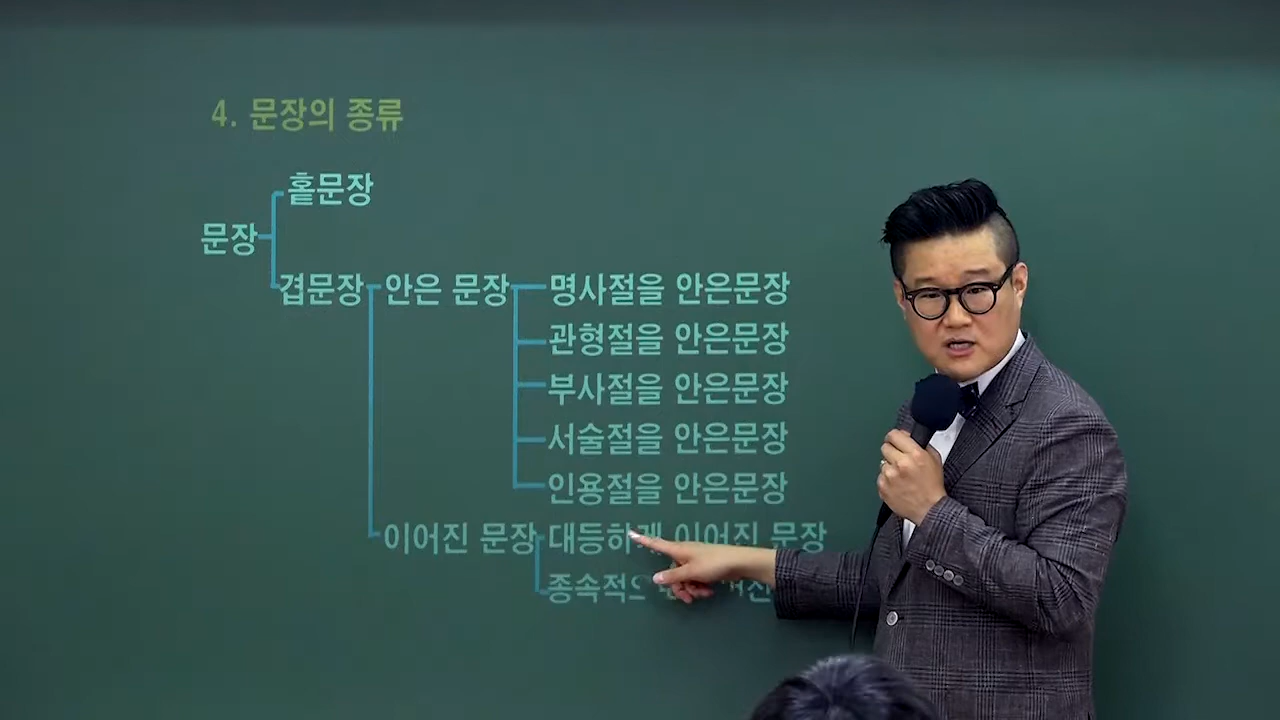 4. 문장의 종류
홑문장
문장
겹문장 안은 문장 명사절을 안은문장
관형절을 안은문장
부사절을 안은문장
서술절을 안은문장
인용절을 안은문장
이어진 문장 대등하게 이어진 문장